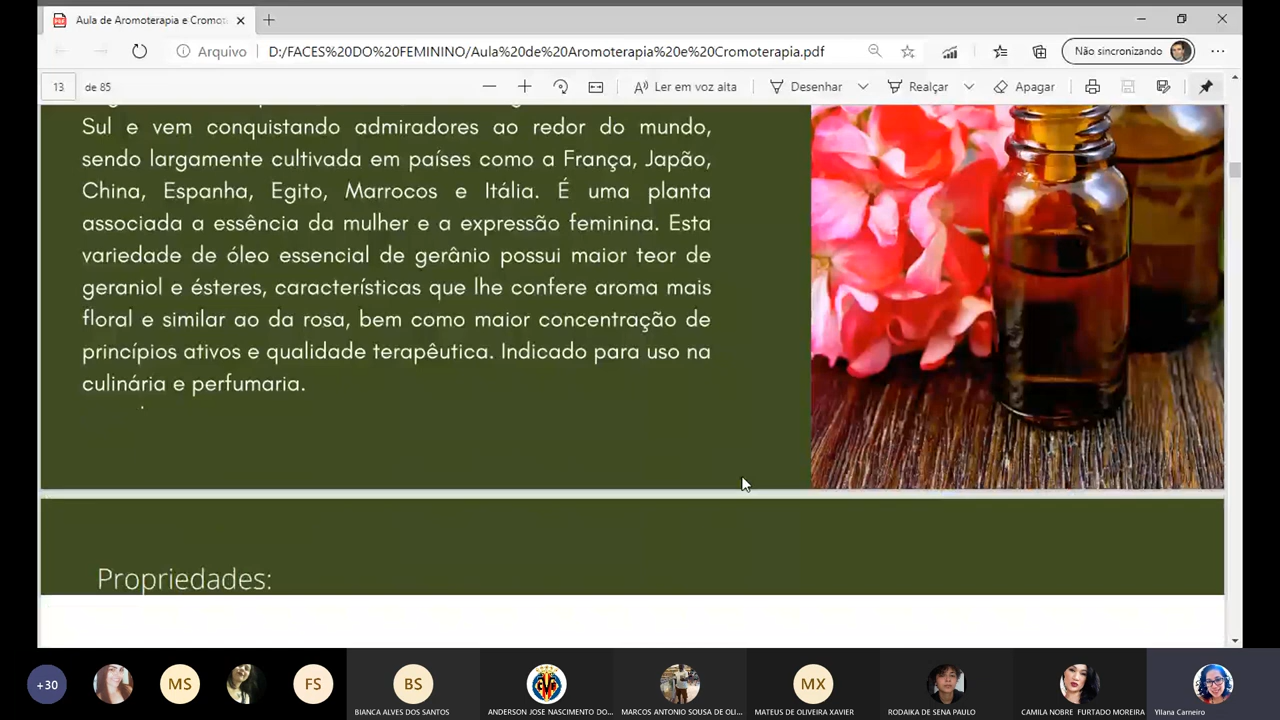 Aula de Aromoterapia e Cromot
Arquivo D:/FACES%20DO%20FEMININO/Aula%20de%20Aromoterapia%20e%20Cromoterapia.pdf Não sincronizando
13 de 85 Ler em voz alta Desenhar Realçar Apagar
Sul e vem conquistando admiradores ao redor do mundo,
sendo largamente cultivada em países como a França, Japão,
China, Espanha, Egito, Marrocos e Itália. É uma planta
associada a essência da mulher e a expressão feminina. Esta
variedade de óleo essencial de gerânio possui maior teor de
geraniol e ésteres, características que lhe confere aroma mais
floral e similar ao da rosa, bem como maior concentração de
princípios ativos e qualidade terapêutica. Indicado para uso na
culinária e perfumaria.
Propriedades:
+30 MS FS BS MX
BIANCA ALVES DOS SANTOS ANDERSON JOSE NASCIMENTO DO... MARCOS ANTONIO SOUSA DE OLI... MATEUS DE OLIVEIRA XAVIER RODAIKA DE SENA PAULO CAMILA NOBRE FURTADO MOREIRA Yllana Carneiro